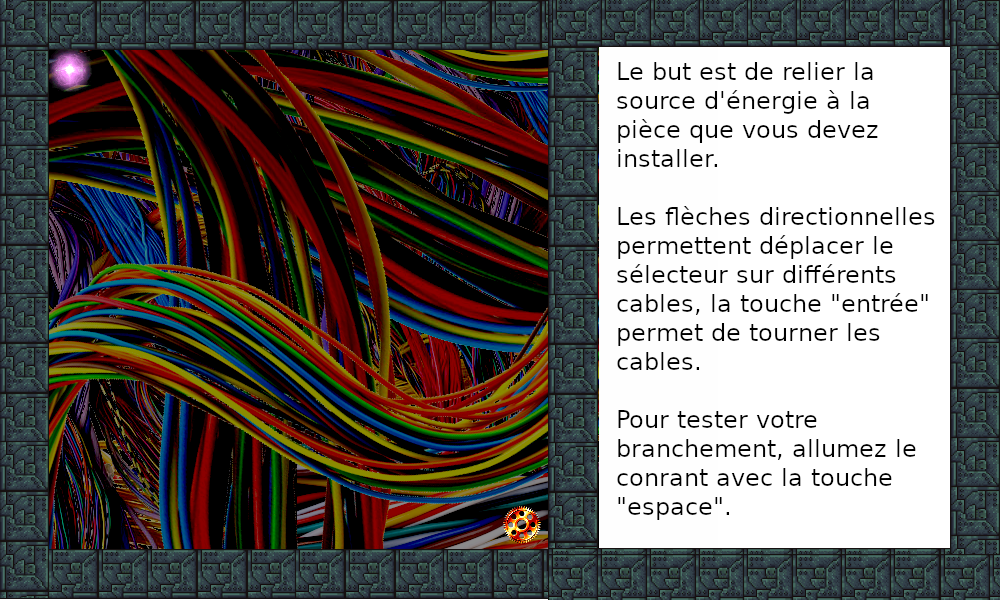 Le but est de relier la
source d'énergie à la
pièce que vous devez
installer.
Les flèches directionnelles
permettent déplacer le
sélecteur sur différents
cables, la touche "entrée"
permet de tourner les
cables.
Pour tester votre
branchement, allumez le
conrant avec la touche
"espace".